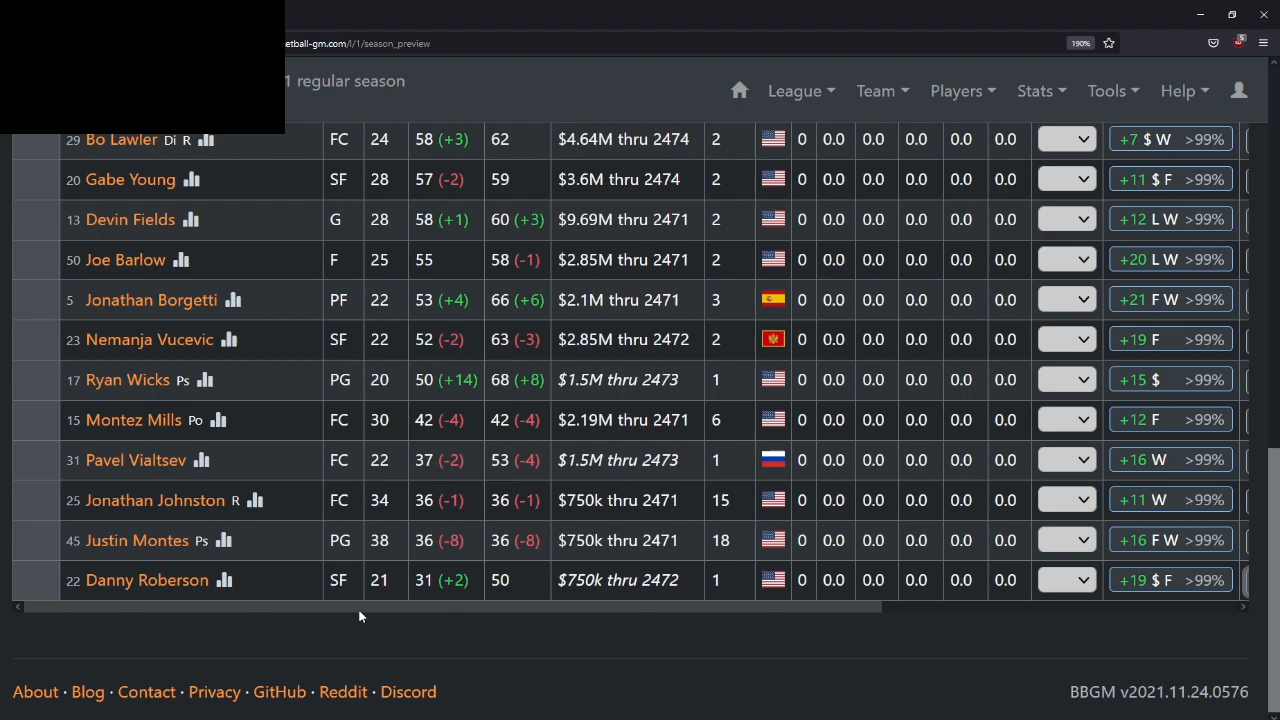 etball-gm.com/l/1/season_preview 190% 5
1 regular season League Team Players Stats Tools Help
29 Bo Lawler Di R FC 24 58 (+3) 62 $4.64M thru 2474 2 0 0.0 0.0 0.0 0.0 0.0 +7 $ W >99%
20 Gabe Young SF 28 57 (-2) 59 $3.6M thru 2474 2 0 0.0 0.0 0.0 0.0 0.0 +11 $ F >99%
13 Devin Fields G 28 58 (+1) 60 (+3) $9.69M thru 2471 2 0 0.0 0.0 0.0 0.0 0.0 +12 L W >99%
50 Joe Barlow F 25 55 58 (-1) $2.85M thru 2471 2 0 0.0 0.0 0.0 0.0 0.0 +20 L W >99%
5 Jonathan Borgetti PF 22 53 (+4) 66 (+6) $2.1M thru 2471 3 0 0.0 0.0 0.0 0.0 0.0 +21 F W >99%
23 Nemanja Vucevic SF 22 52 (-2) 63 (-3) $2.85M thru 2472 2 0 0.0 0.0 0.0 0.0 0.0 +19 F >99%
17 Ryan Wicks Ps PG 20 50 (+14) 68 (+8) $1.5M thru 2473 1 0 0.0 0.0 0.0 0.0 0.0 +15 $ >99%
15 Montez Mills Po FC 30 42 (-4) 42 (-4) $2.19M thru 2471 6 0 0.0 0.0 0.0 0.0 0.0 +12 F >99%
31 Pavel Vialtsev FC 22 37 (-2) 53 (-4) $1.5M thru 2473 1 0 0.0 0.0 0.0 0.0 0.0 +16 W >99%
25 Jonathan Johnston R FC 34 36 (-1) 36 (-1) $750k thru 2471 15 0 0.0 0.0 0.0 0.0 0.0 +11 W >99%
45 Justin Montes Ps PG 38 36 (-8) 36 (-8) $750k thru 2471 18 0 0.0 0.0 0.0 0.0 0.0 +16 F W >99%
22 Danny Roberson SF 21 31 (+2) 50 $750k thru 2472 1 0 0.0 0.0 0.0 0.0 0.0 +19 $ F >99%
About · Blog · Contact · Privacy · GitHub · Reddit · Discord BBGM v2021.11.24.0576